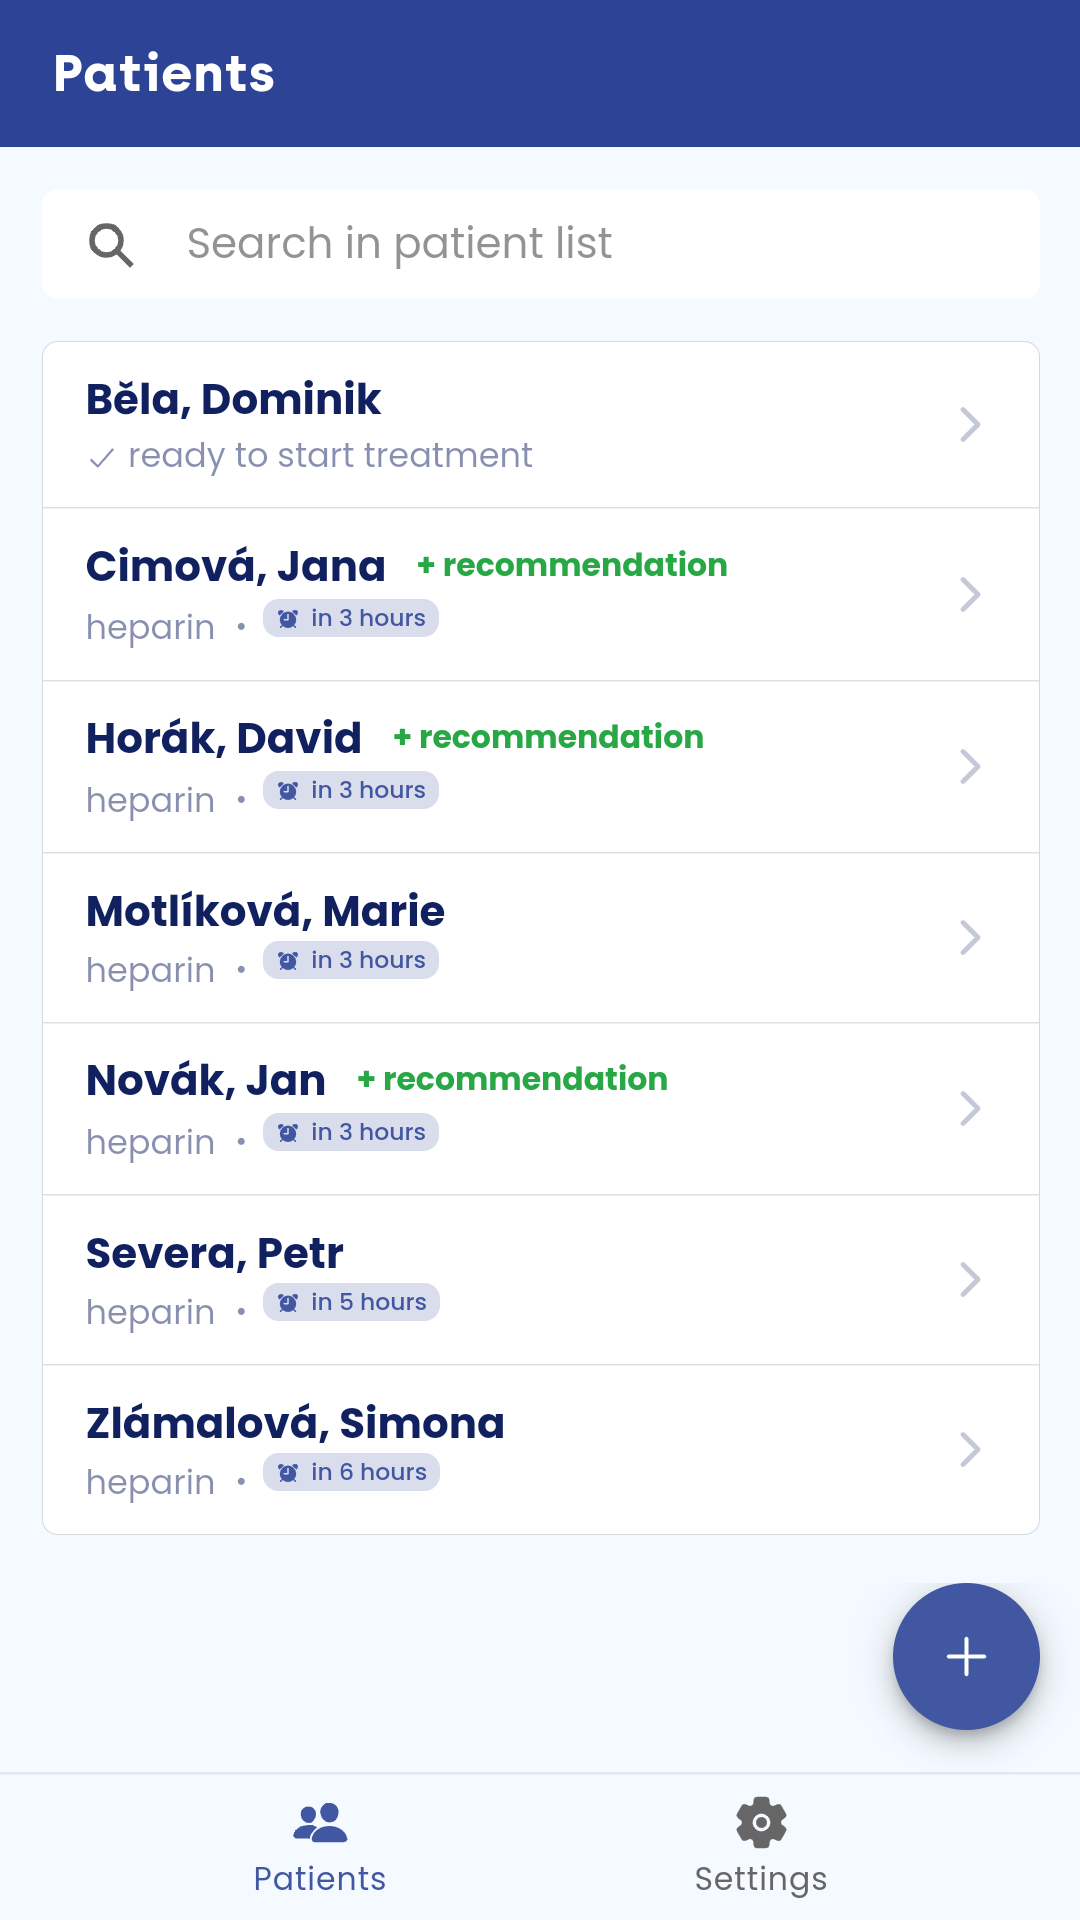 Patients
Search in patient list
Běla, Dominik
✓ ready to start treatment
Cimová, Jana + recommendation
heparin • in 3 hours
Horák, David + recommendation
heparin • in 3 hours
Motlíková, Marie
heparin • in 3 hours
Novák, Jan + recommendation
heparin • in 3 hours
Severa, Petr
heparin • in 5 hours
Zlámalová, Simona
heparin • in 6 hours
Patients Settings